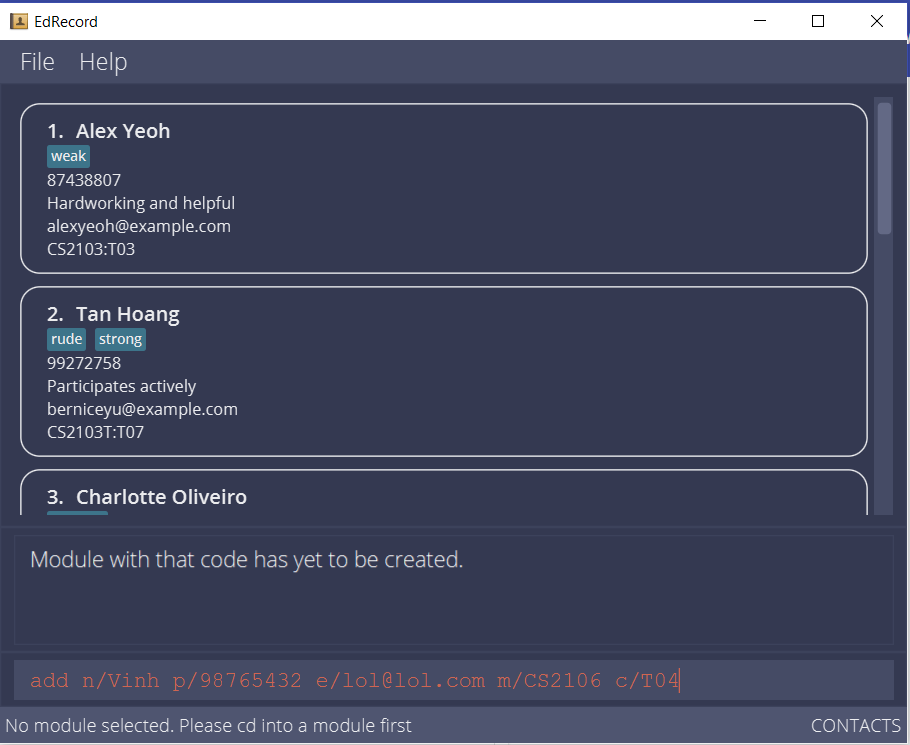 EdRecord
File Help
1. Alex Yeoh
weak
87438807
Hardworking and helpful
alexyeoh@example.com
CS2103:T03
2. Tan Hoang
rude strong
99272758
Participates actively
berniceyu@example.com
CS2103T:T07
3. Charlotte Oliveiro
Module with that code has yet to be created.
add n/Vinh p/98765432 e/lol@lol.com m/CS2106 c/T04
No module selected. Please cd into a module first CONTACTS